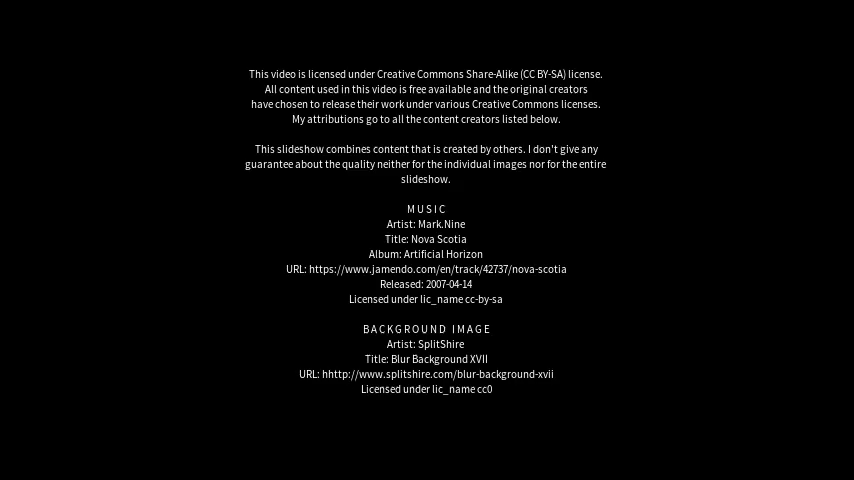 This video is licensed under Creative Commons Share-Alike (CC BY-SA) license.
All content used in this video is free available and the original creators
have chosen to release their work under various Creative Commons licenses.
My attributions go to all the content creators listed below.
This slideshow combines content that is created by others. I don't give any
guarantee about the quality neither for the individual images nor for the entire
slideshow.
MUSIC
Artist: Mark.Nine
Title: Nova Scotia
Album: Artificial Horizon
URL: https://www.jamendo.com/en/track/42737/nova-scotia
Released: 2007-04-14
Licensed under lic_name cc-by-sa
BACKGROUND IMAGE
Artist: SplitShire
Title: Blur Background XVII
URL: hhttp://www.splitshire.com/blur-background-xvii
Licensed under lic_name cc0